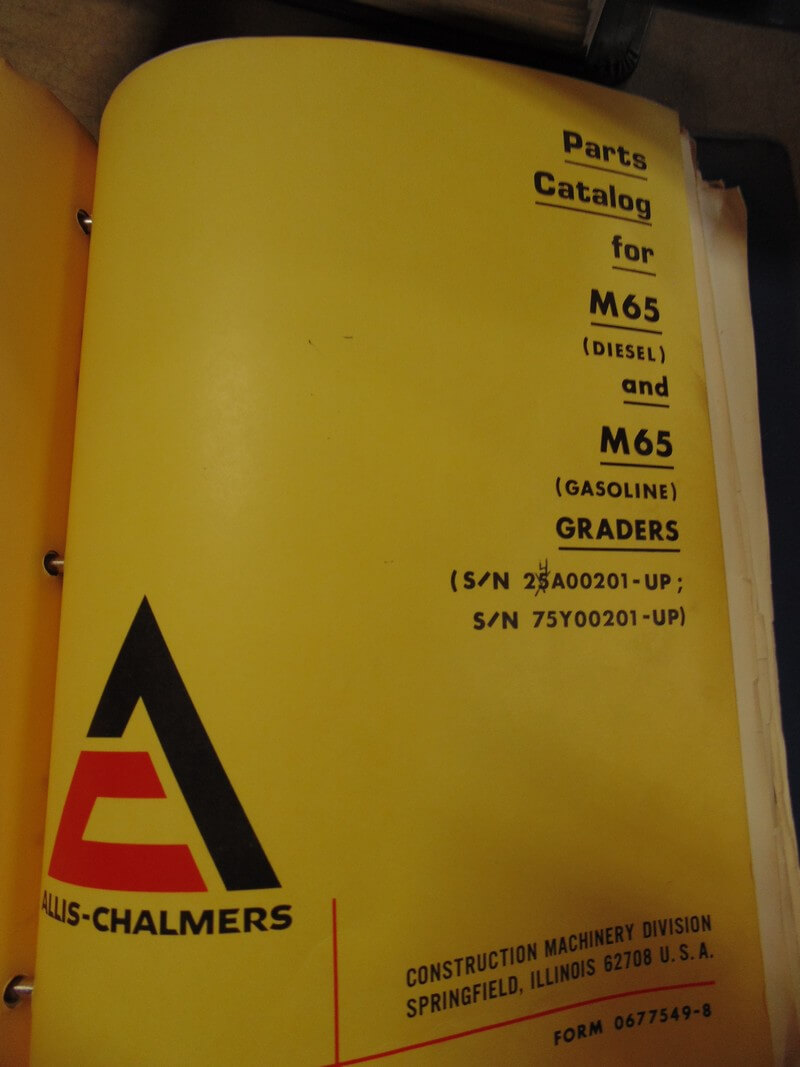 Parts
Catalog
for
M65
(DIESEL)
and
M65
(GASOLINE)
GRADERS
(S/N 25A00201-UP;
4
S/N 75Y00201-UP)
ALLIS-CHALMERS
CONSTRUCTION MACHINERY DIVISION
SPRINGFIELD, ILLINOIS 62708 U.S.A.
FORM 0677549-8